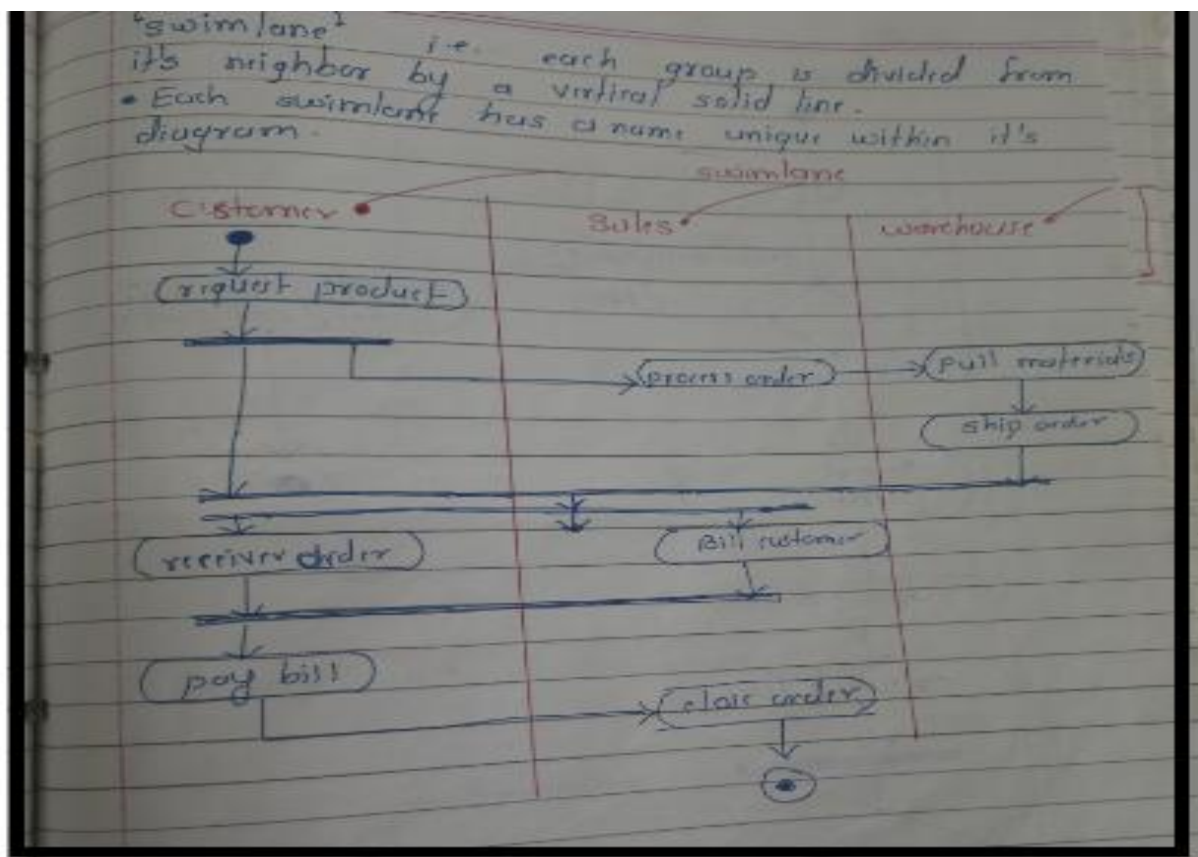 "swimlane" i.e. each group is divided from
it's neighbor by a vertical solid line.
• Each swimlane has a name unique within it's
diagram.
swimlane
Customer
Sales
warehouse
request product
process order
pull materials
ship order
receiver order
Bill customer
pay bill
close order